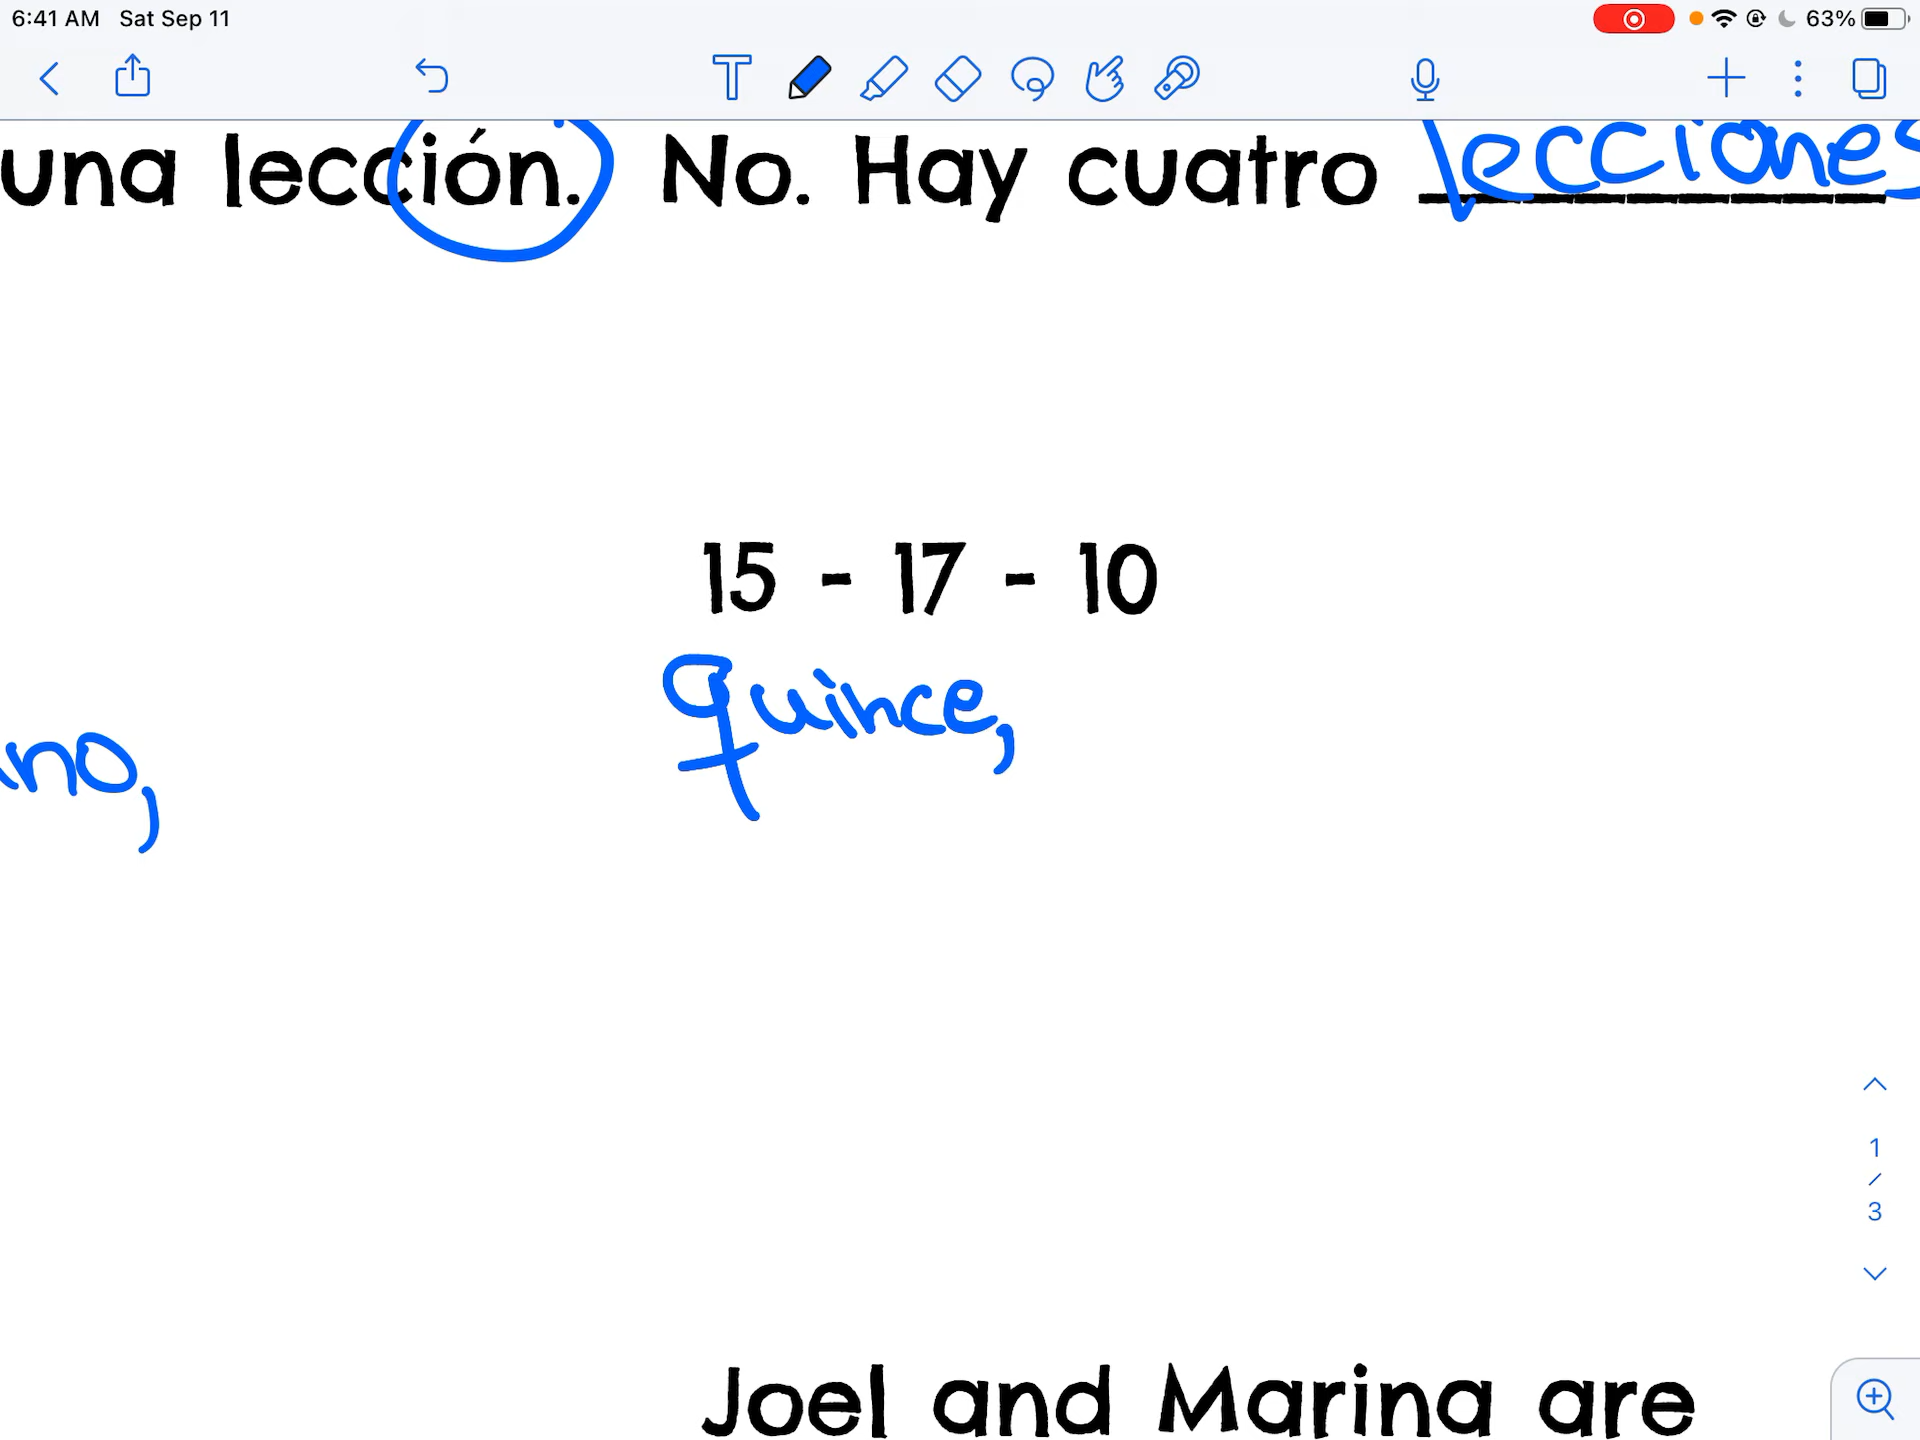 6:41 AM Sat Sep 11
63%
una lección. No. Hay cuatro lecciones
15 - 17 - 10
quince,
no,
1
/
3
Joel and Marina are